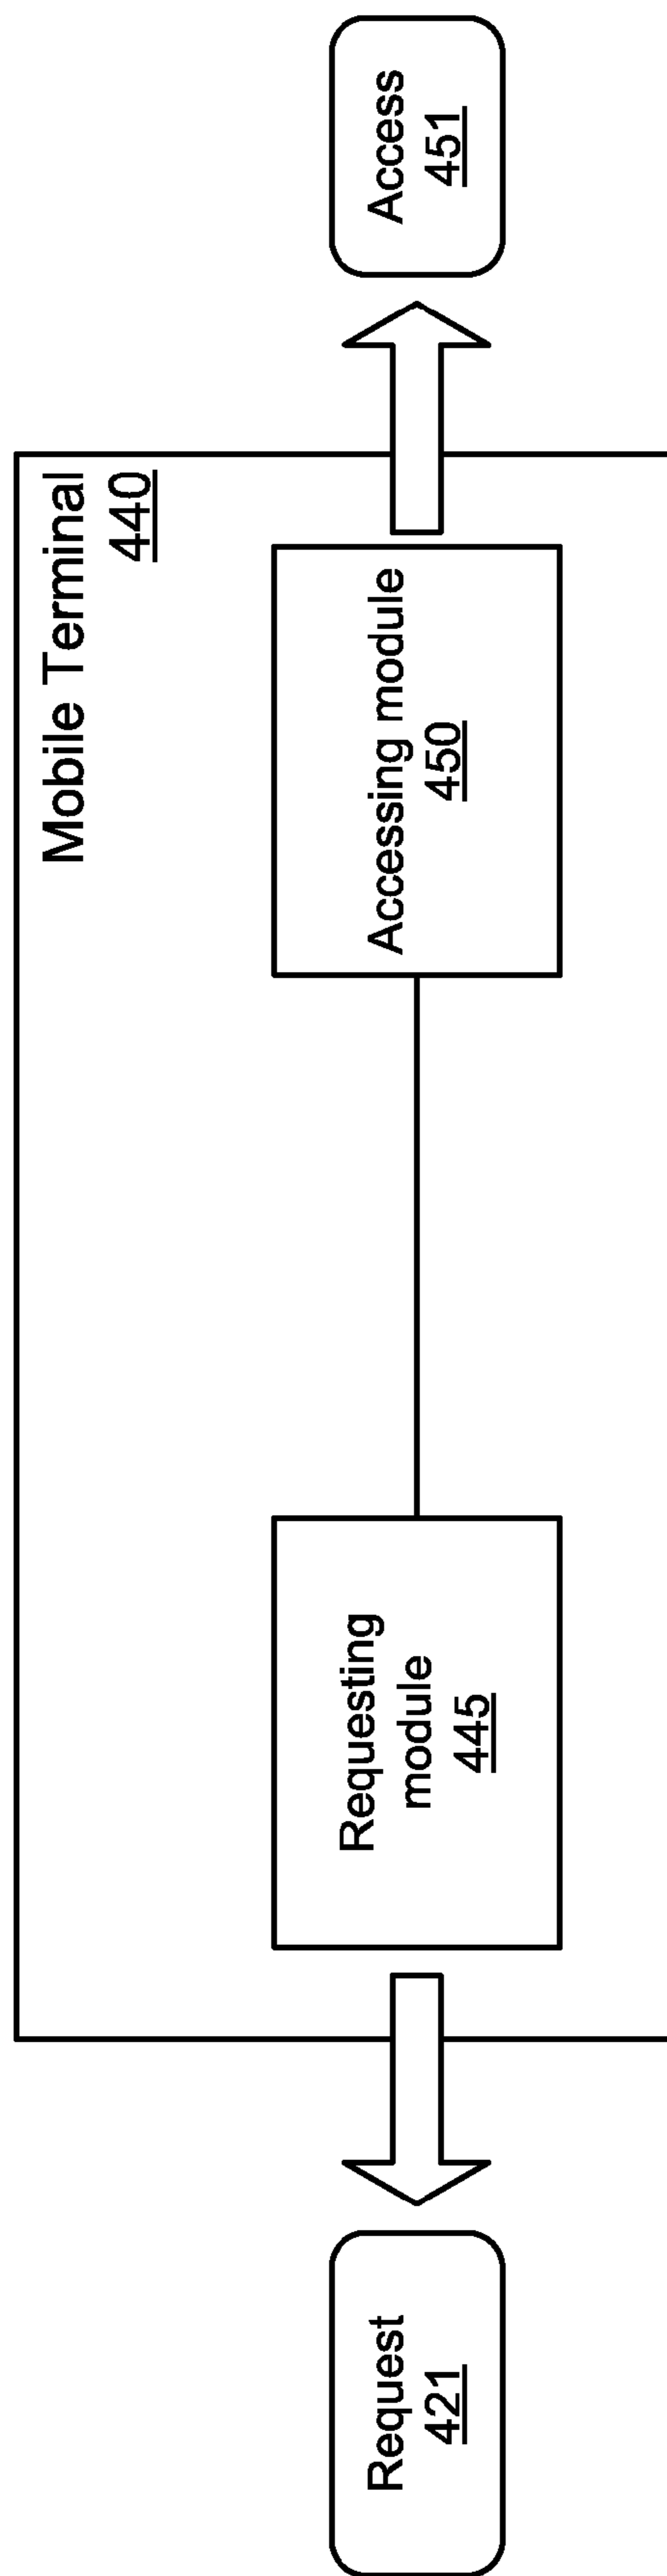 Mobile Terminal
440
Request
421
Requesting
module
445
Accessing module
450
Access
451